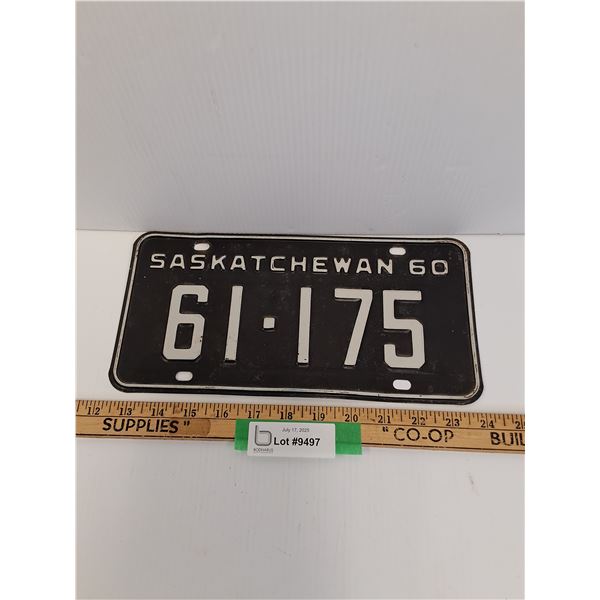 SASKATCHEWAN 60
61·175
12 13 14 15 16 17 18 19 20 21 22 23 24
SUPPLIES" "CO-OP BUIL
July 17, 2025
Lot #9497
BODNARUS